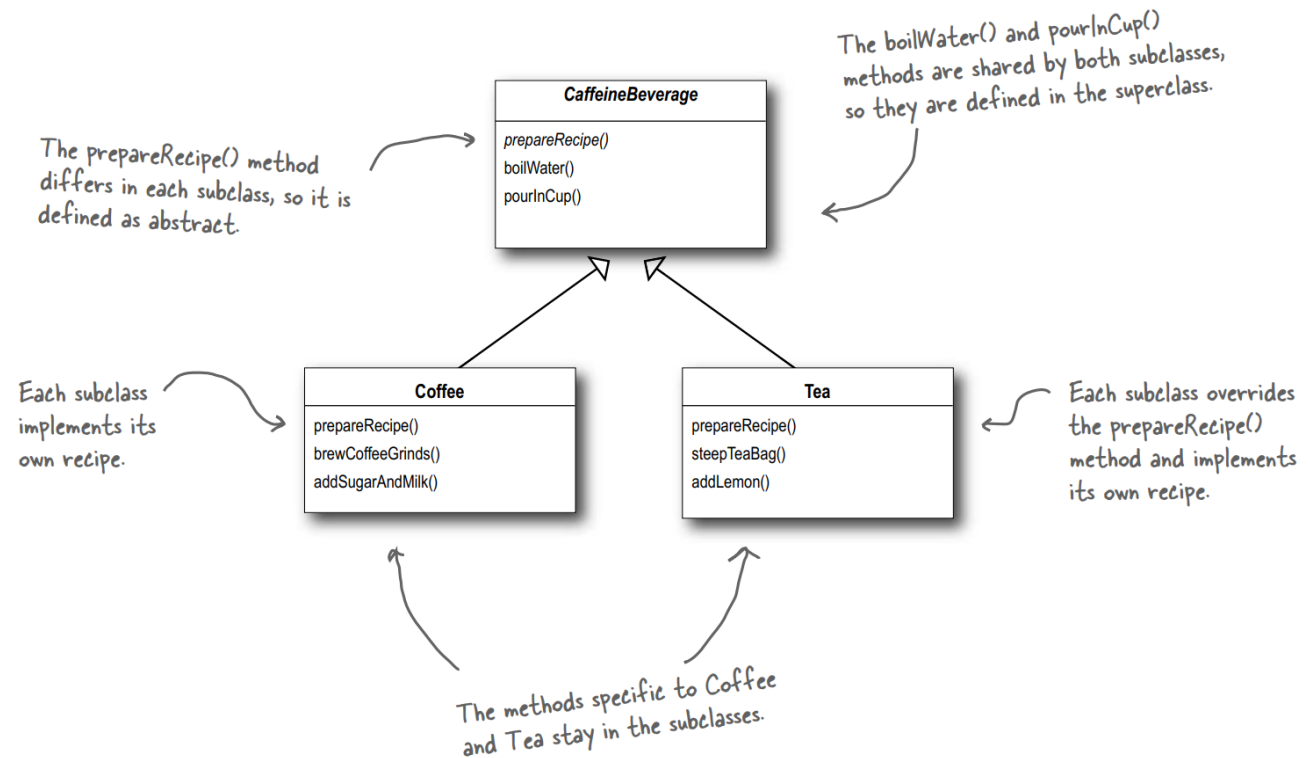 The boilWater() and pourInCup()
methods are shared by both subclasses,
so they are defined in the superclass.
CaffeineBeverage
prepareRecipe()
boilWater()
pourInCup()
The prepareRecipe() method
differs in each subclass, so it is
defined as abstract.
Each subclass
implements its
own recipe.
Coffee
prepareRecipe()
brewCoffeeGrinds()
addSugarAndMilk()
Tea
prepareRecipe()
steepTeaBag()
addLemon()
Each subclass overrides
the prepareRecipe()
method and implements
its own recipe.
The methods specific to Coffee
and Tea stay in the subclasses.